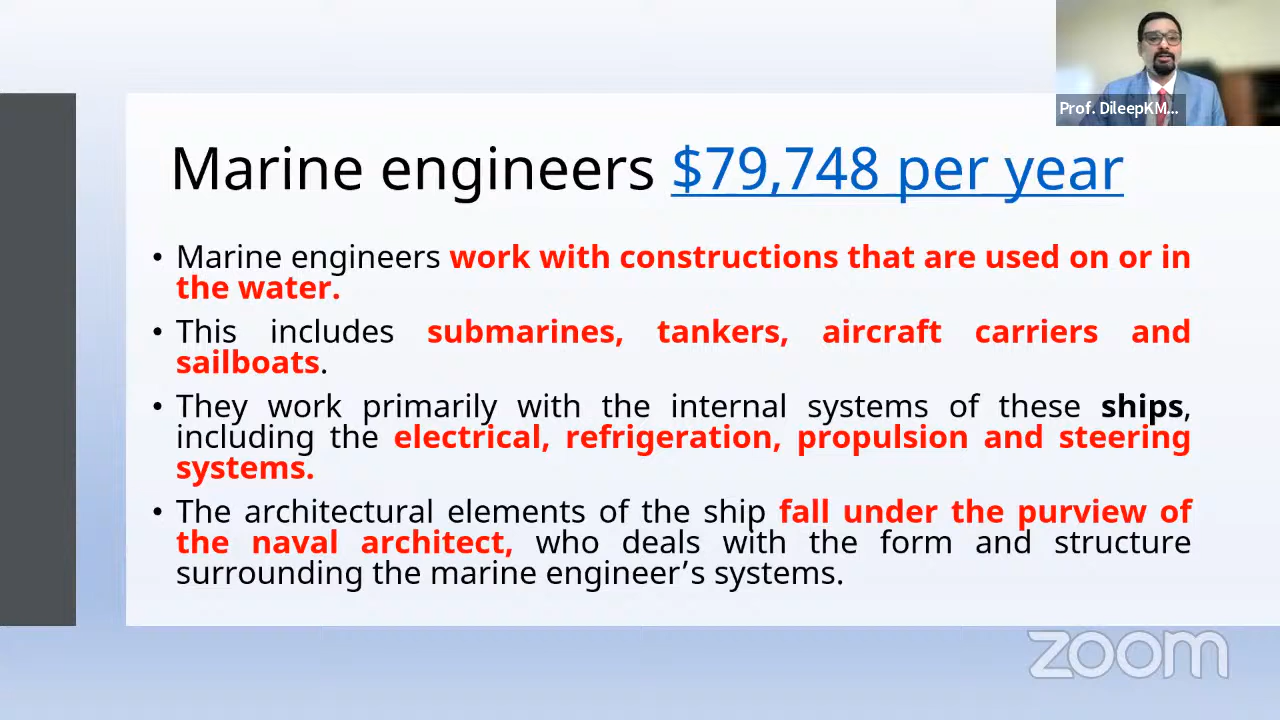 Prof. DileepKM...
Marine engineers $79,748 per year
• Marine engineers work with constructions that are used on or in
the water.
• This includes submarines, tankers, aircraft carriers and
sailboats.
• They work primarily with the internal systems of these ships,
including the electrical, refrigeration, propulsion and steering
systems.
• The architectural elements of the ship fall under the purview of
the naval architect, who deals with the form and structure
surrounding the marine engineer’s systems.
zoom